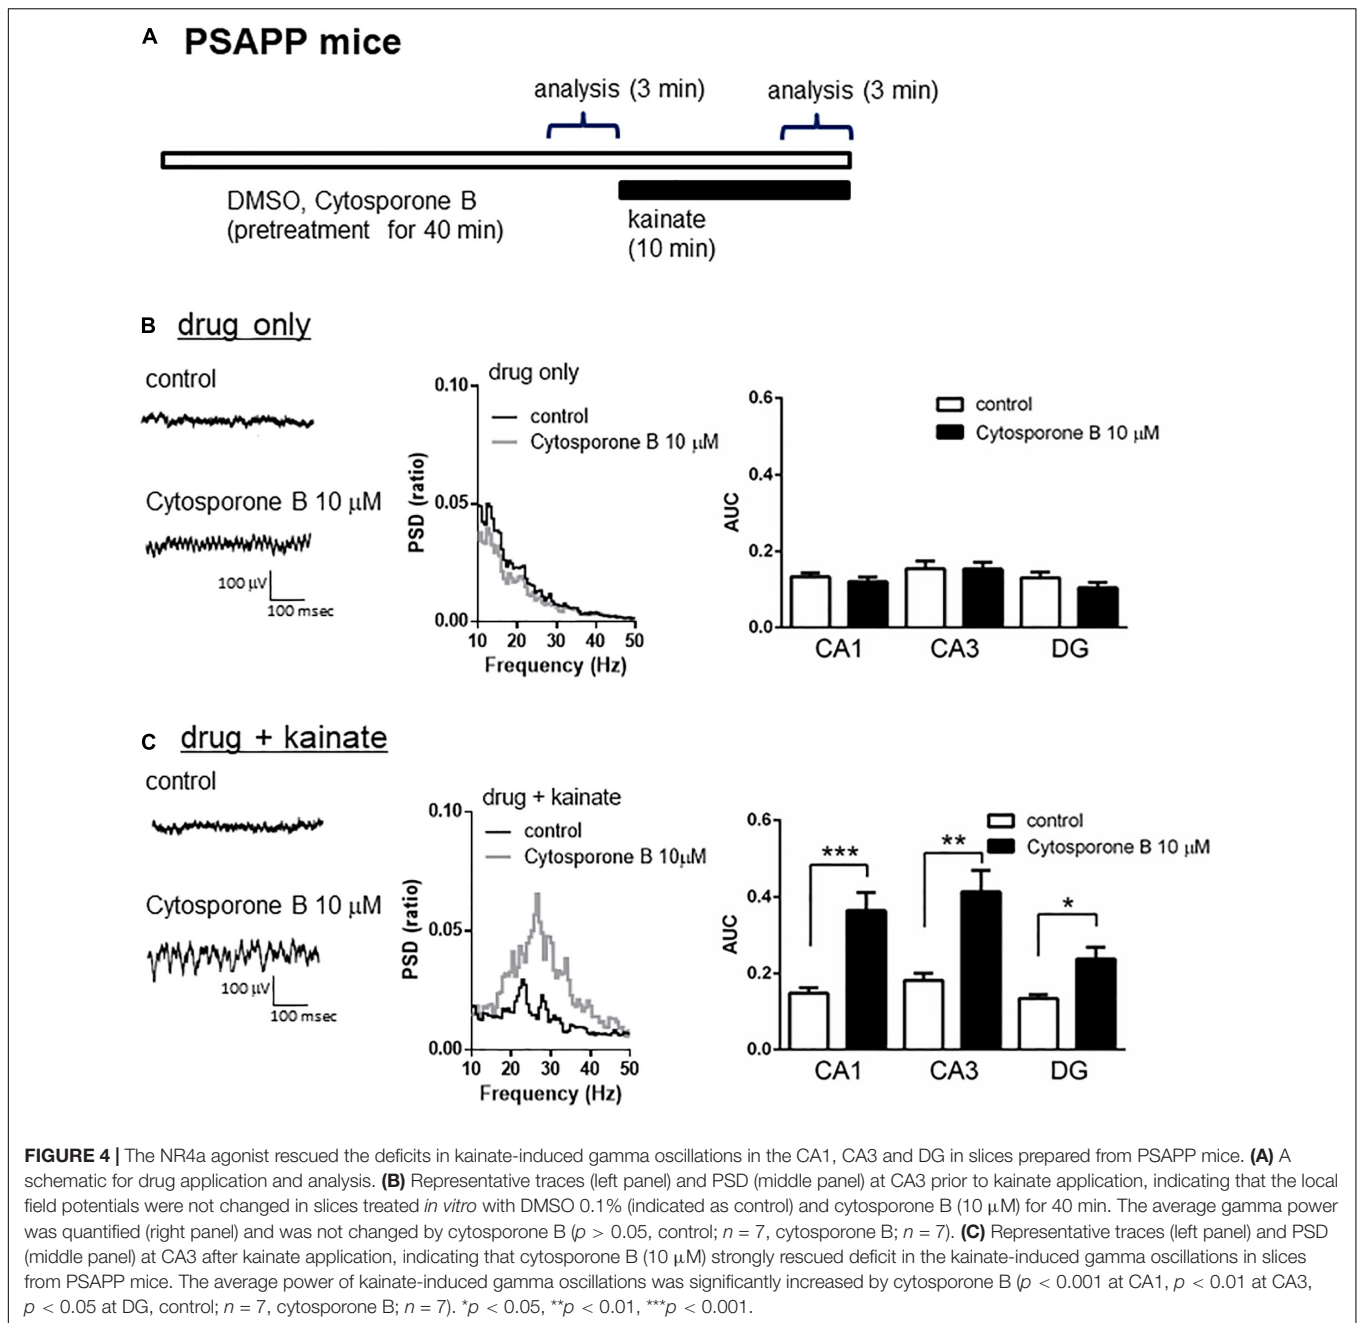 A PSAPP mice
analysis (3 min) analysis (3 min)
DMSO, Cytosporone B
(pretreatment for 40 min)
kainate
(10 min)
B drug only
control
Cytosporone B 10 μM
100 μV
100 msec
drug only
control
Cytosporone B 10 μM
PSD (ratio)
0.10
0.05
0.00
10 20 30 40 50
Frequency (Hz)
control
Cytosporone B 10 μM
AUC
0.6
0.4
0.2
0.0
CA1 CA3 DG
C drug + kainate
control
Cytosporone B 10 μM
100 μV
100 msec
drug + kainate
control
Cytosporone B 10μM
PSD (ratio)
0.10
0.05
0.00
10 20 30 40 50
Frequency (Hz)
control
Cytosporone B 10 μM
*** ** *
AUC
0.6
0.4
0.2
0.0
CA1 CA3 DG
FIGURE 4 | The NR4a agonist rescued the deficits in kainate-induced gamma oscillations in the CA1, CA3 and DG in slices prepared from PSAPP mice. (A) A
schematic for drug application and analysis. (B) Representative traces (left panel) and PSD (middle panel) at CA3 prior to kainate application, indicating that the local
field potentials were not changed in slices treated in vitro with DMSO 0.1% (indicated as control) and cytosporone B (10 μM) for 40 min. The average gamma power
was quantified (right panel) and was not changed by cytosporone B (p > 0.05, control; n = 7, cytosporone B; n = 7). (C) Representative traces (left panel) and PSD
(middle panel) at CA3 after kainate application, indicating that cytosporone B (10 μM) strongly rescued deficit in the kainate-induced gamma oscillations in slices
from PSAPP mice. The average power of kainate-induced gamma oscillations was significantly increased by cytosporone B (p < 0.001 at CA1, p < 0.01 at CA3,
p < 0.05 at DG, control; n = 7, cytosporone B; n = 7). *p < 0.05, **p < 0.01, ***p < 0.001.